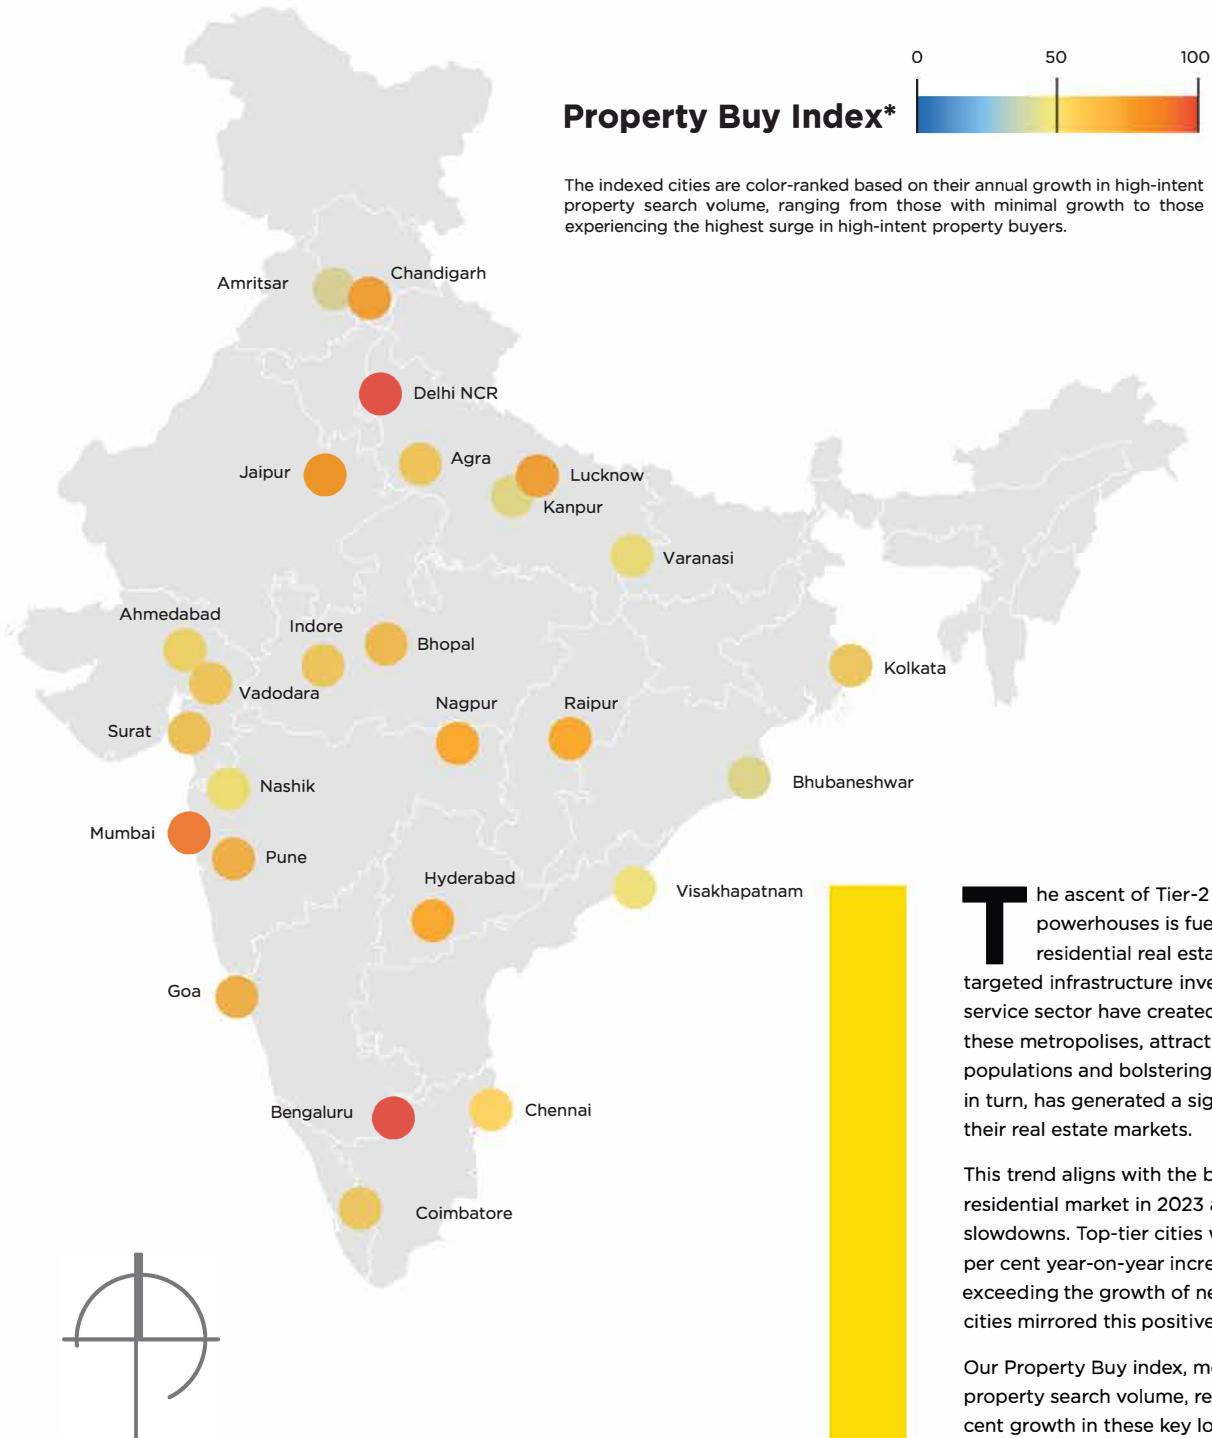 0 50 100
Property Buy Index*
The indexed cities are color-ranked based on their annual growth in high-intent
property search volume, ranging from those with minimal growth to those
experiencing the highest surge in high-intent property buyers.
Amritsar
Chandigarh
Delhi NCR
Jaipur
Agra
Lucknow
Kanpur
Varanasi
Ahmedabad
Indore
Bhopal
Vadodara
Kolkata
Surat
Nagpur
Raipur
Nashik
Bhubaneshwar
Mumbai
Pune
Hyderabad
Visakhapatnam
Goa
Bengaluru
Chennai
Coimbatore
The ascent of Tier-2
powerhouses is fue
residential real esta
targeted infrastructure inve
service sector have created
these metropolises, attract
populations and bolstering
in turn, has generated a sig
their real estate markets.
This trend aligns with the b
residential market in 2023 a
slowdowns. Top-tier cities w
per cent year-on-year incre
exceeding the growth of ne
cities mirrored this positive
Our Property Buy index, me
property search volume, re
cent growth in these key lo